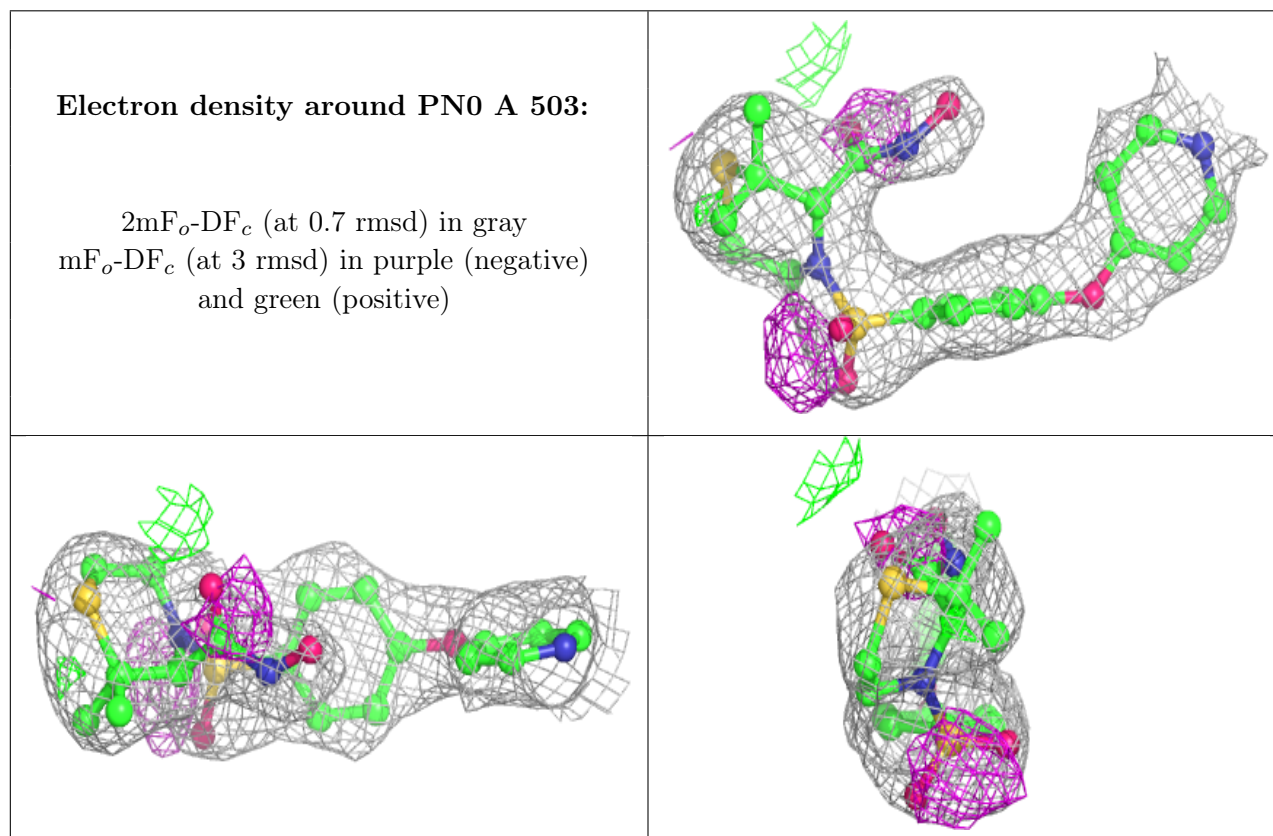 Electron density around PN0 A 503:
2mFo-DFc (at 0.7 rmsd) in gray
mFo-DFc (at 3 rmsd) in purple (negative)
and green (positive)